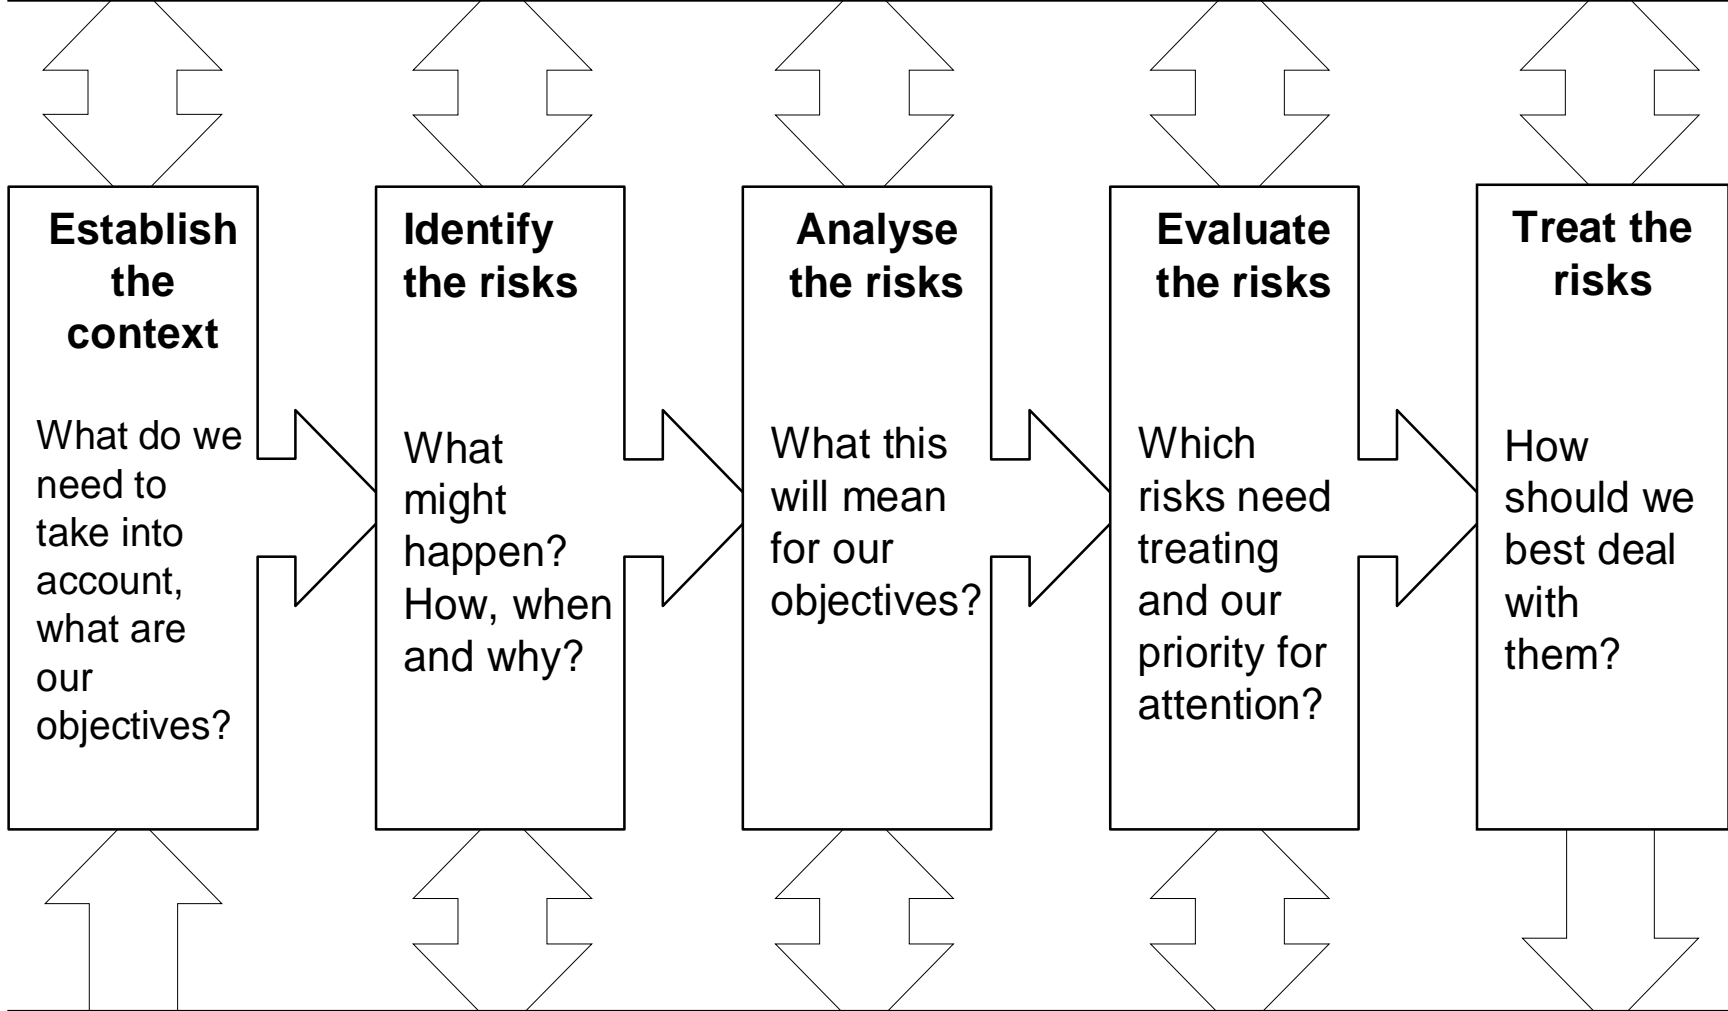 Establish
the
context
What do we
need to
take into
account,
what are
our
objectives?
Identify
the risks
What
might
happen?
How, when
and why?
Analyse
the risks
What this
will mean
for our
objectives?
Evaluate
the risks
Which
risks need
treating
and our
priority for
attention?
Treat the
risks
How
should we
best deal
with
them?